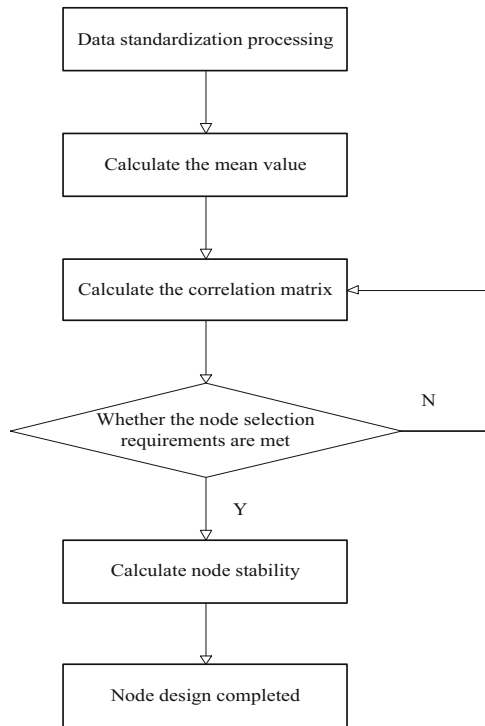 Data standardization processing
Calculate the mean value
Calculate the correlation matrix
Whether the node selection
requirements are met
N
Y
Calculate node stability
Node design completed